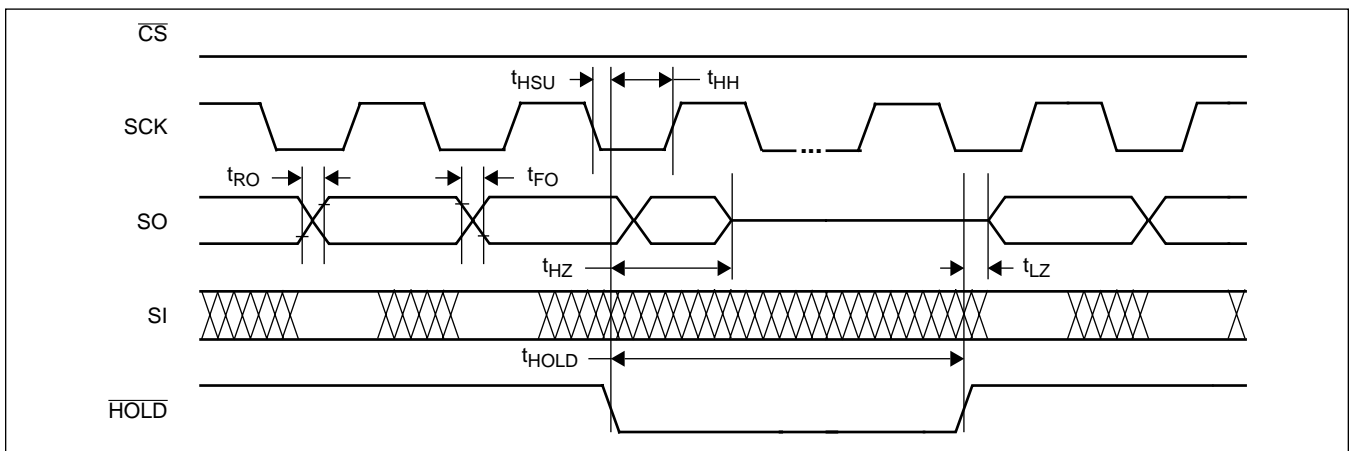 CS
tHSU
tHH
SCK
tRO
tFO
SO
tHZ
tLZ
SI
tHOLD
HOLD